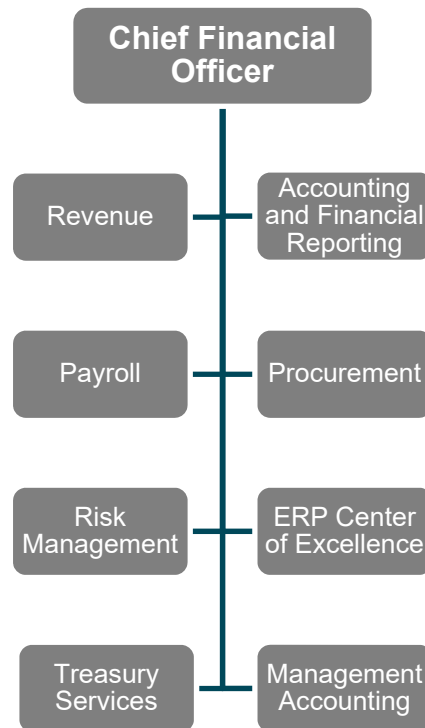 Chief Financial
Officer
Revenue
Accounting
and Financial
Reporting
Payroll
Procurement
Risk
Management
ERP Center
of Excellence
Treasury
Services
Management
Accounting